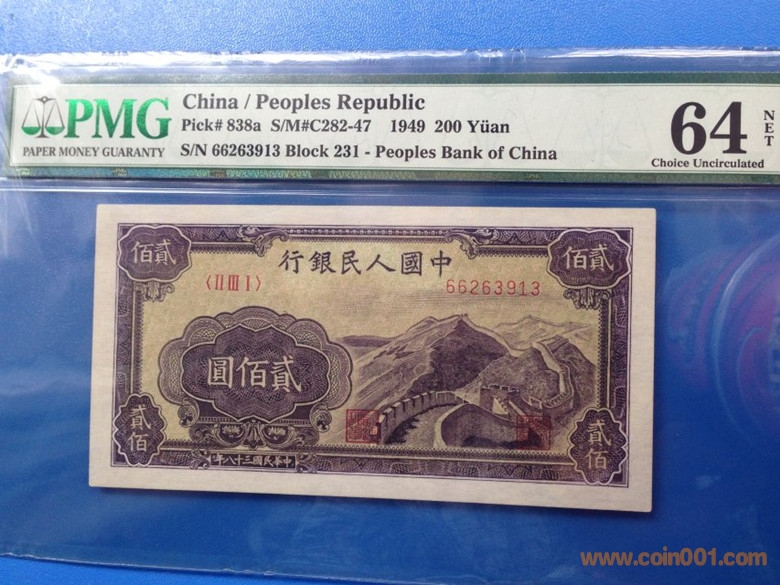 PMG
PAPER MONEY GUARANTY
China / Peoples Republic
Pick# 838a S/M#C282-47 1949 200 Yüan
S/N 66263913 Block 231 - Peoples Bank of China
64
NET
Choice Uncirculated
佰貳
佰貳
行銀民人國中
〈II III I〉
66263913
圓佰貳
貳佰
貳佰
年八十三國民華中
www.coin001.com